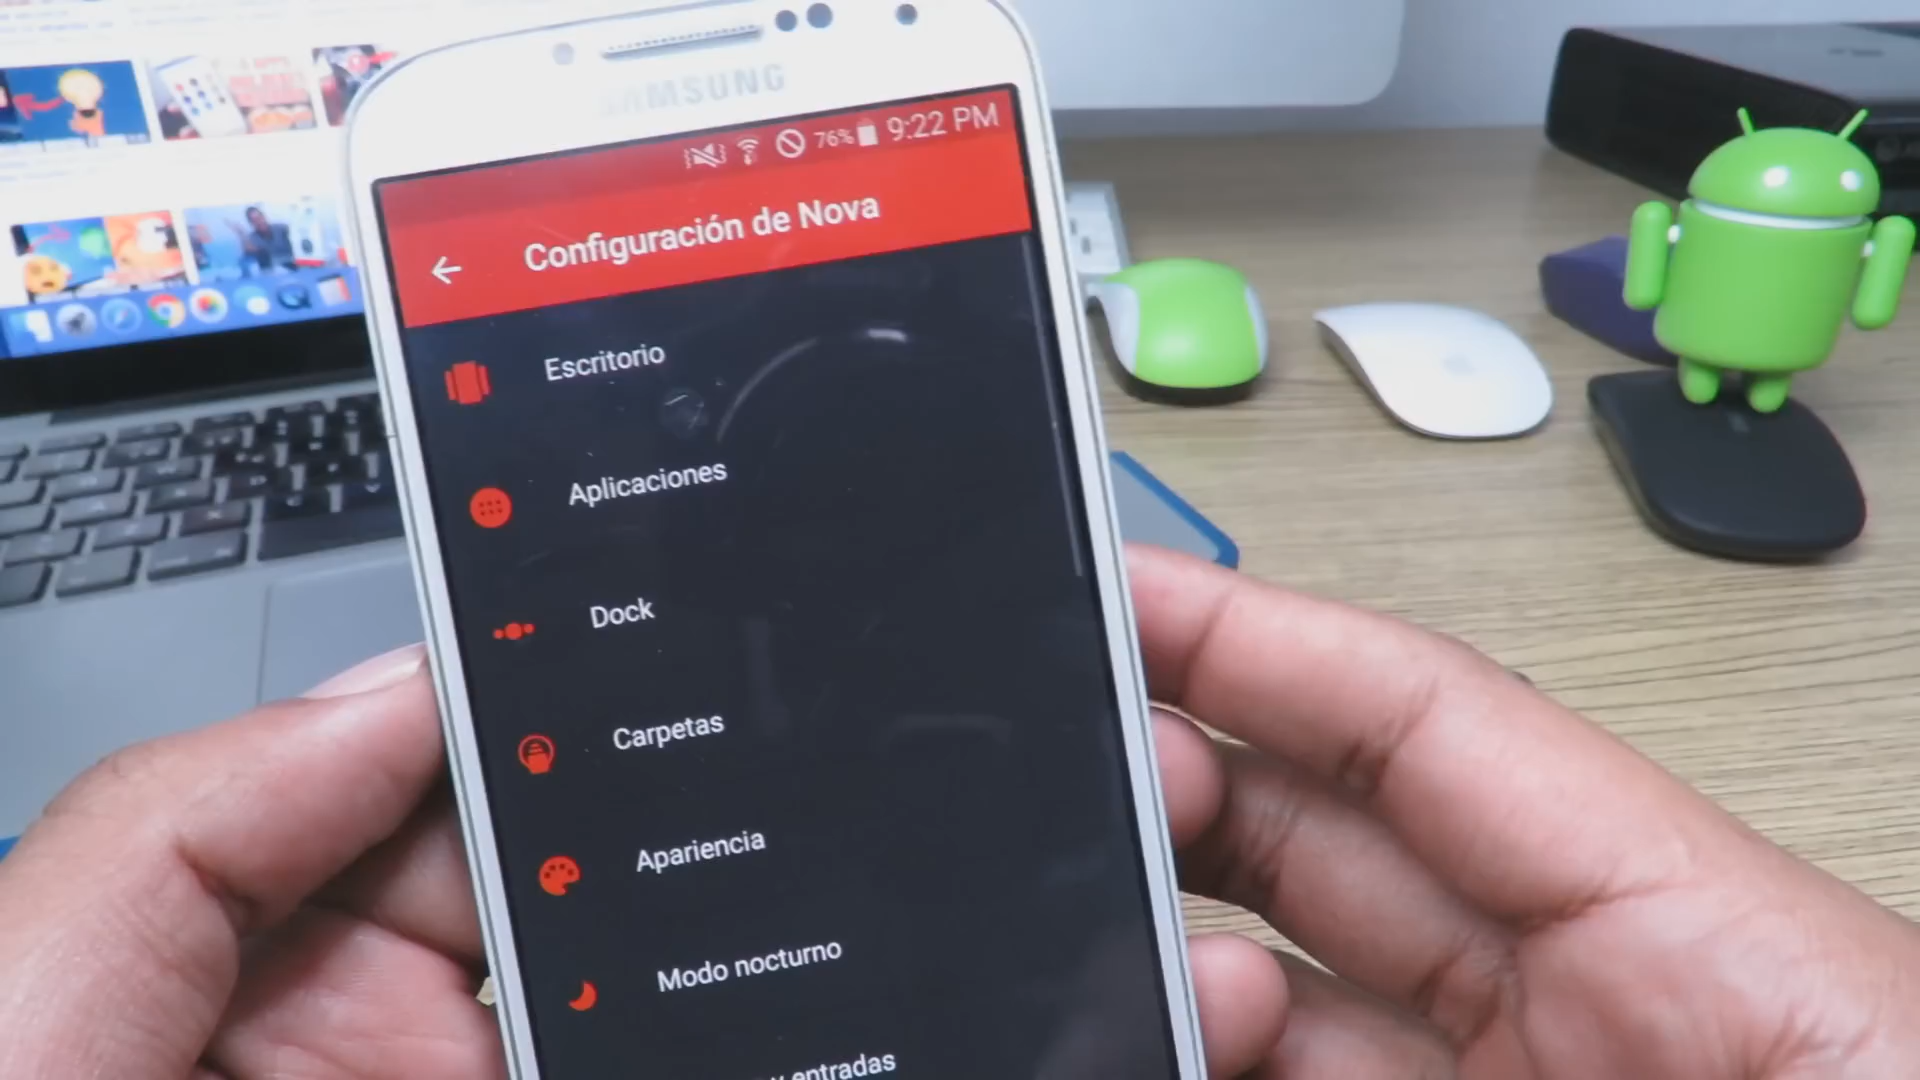 SAMSUNG
76% 9:22 PM
Configuración de Nova
Escritorio
Aplicaciones
Dock
Carpetas
Apariencia
Modo nocturno
y entradas